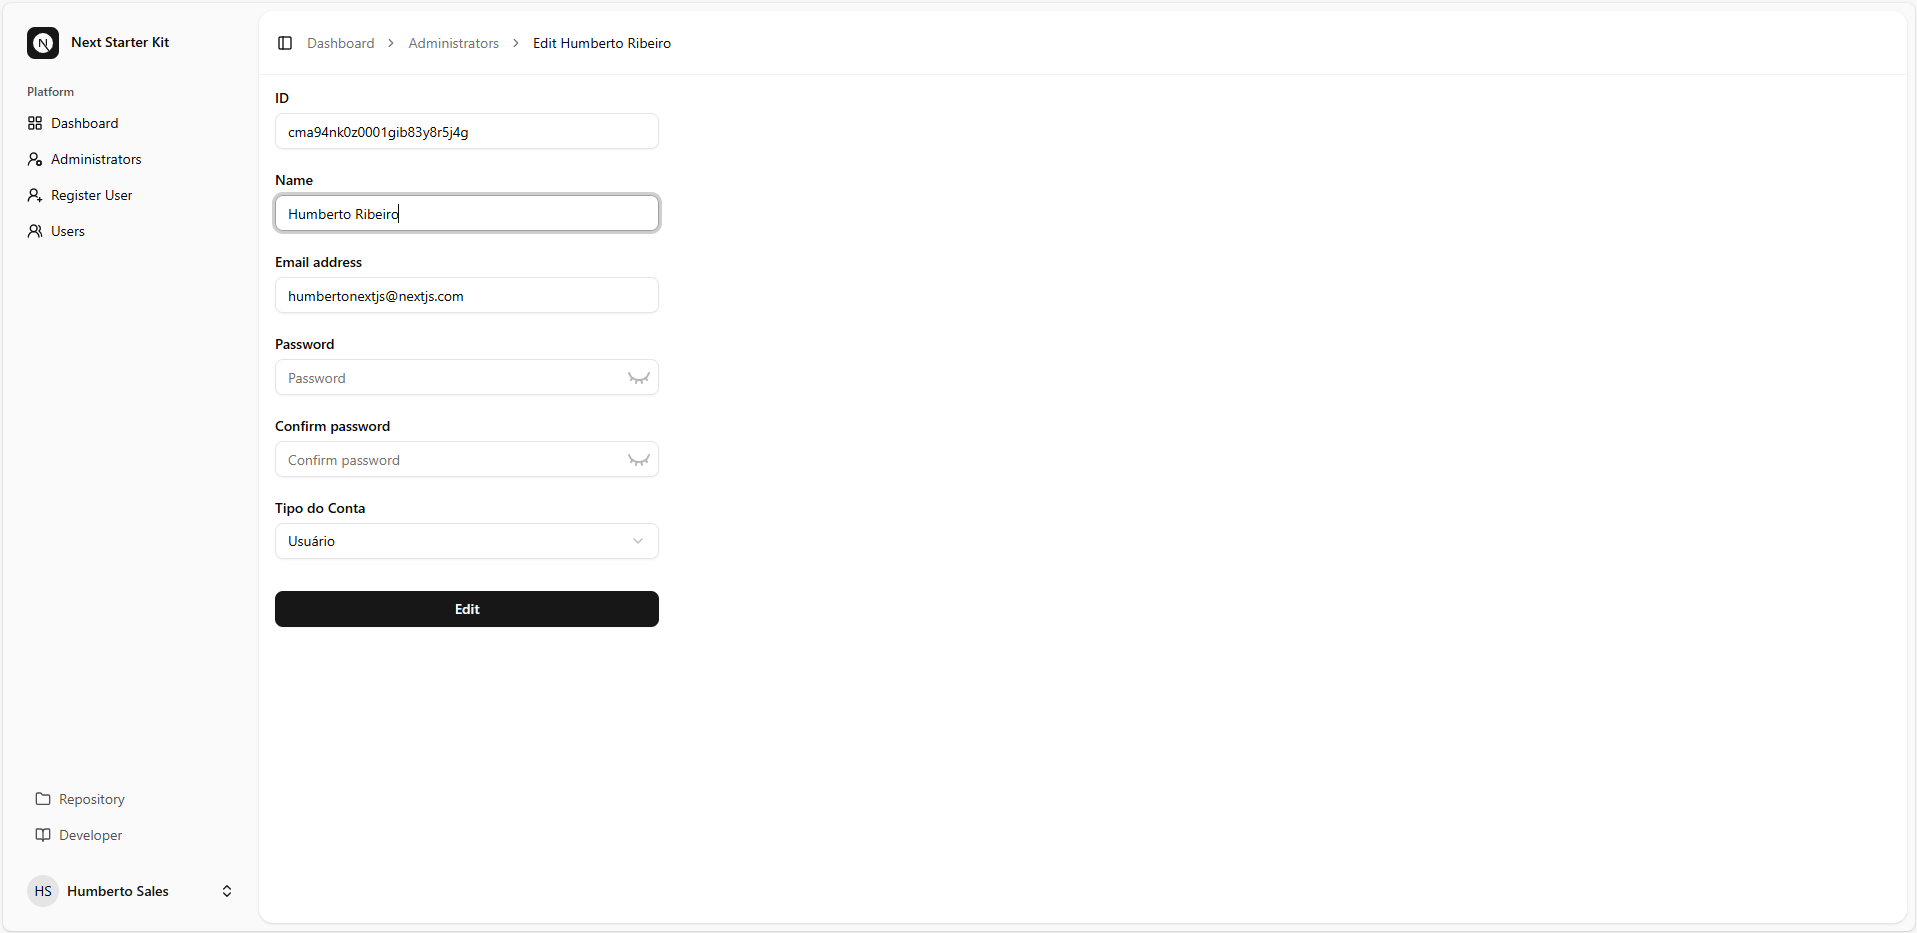 Next Starter Kit
Platform
Dashboard
Administrators
Register User
Users
Repository
Developer
HS Humberto Sales
Dashboard > Administrators > Edit Humberto Ribeiro
ID
cma94nk0z0001gib83y8r5j4g
Name
Humberto Ribeiro
Email address
humbertonextjs@nextjs.com
Password
Password
Confirm password
Confirm password
Tipo do Conta
Usuário
Edit